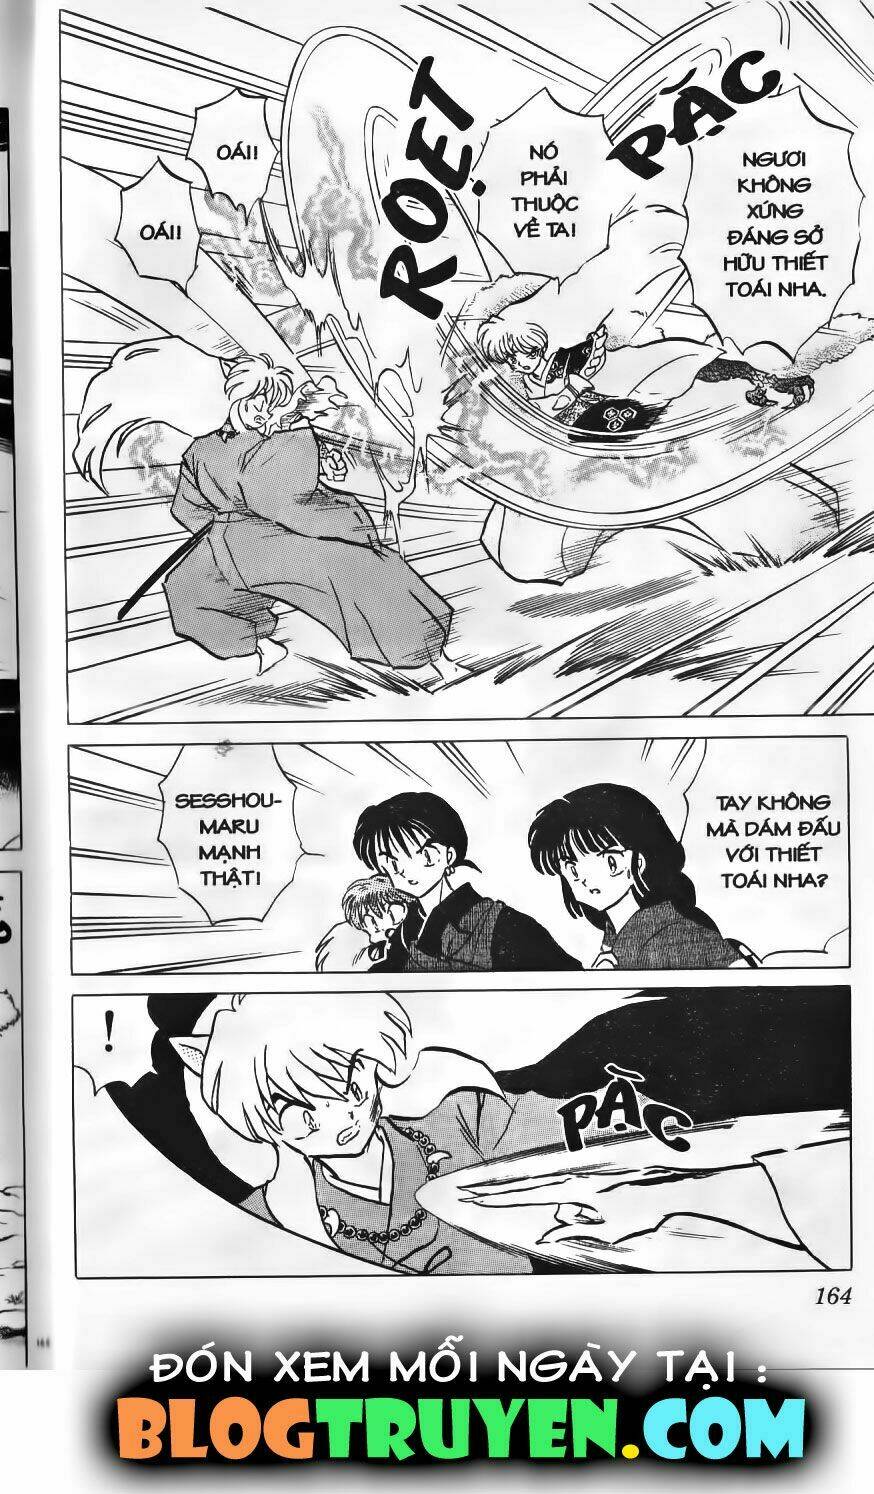 NGƯƠI
KHÔNG
XỨNG
ĐÁNG SỞ
HỮU THIẾT
TOÁI NHA.
PẶC
NÓ
PHẢI
THUỘC
VỀ TA!
ROẸT
OÁI!
OÁI!
TAY KHÔNG
MÀ DÁM ĐẤU
VỚI THIẾT
TOÁI NHA?
SESSHOU-
MARU
MẠNH
THẬT!
PẶC
!
164
ĐÓN XEM MỖI NGÀY TẠI :
BLOGTRUYEN.COM